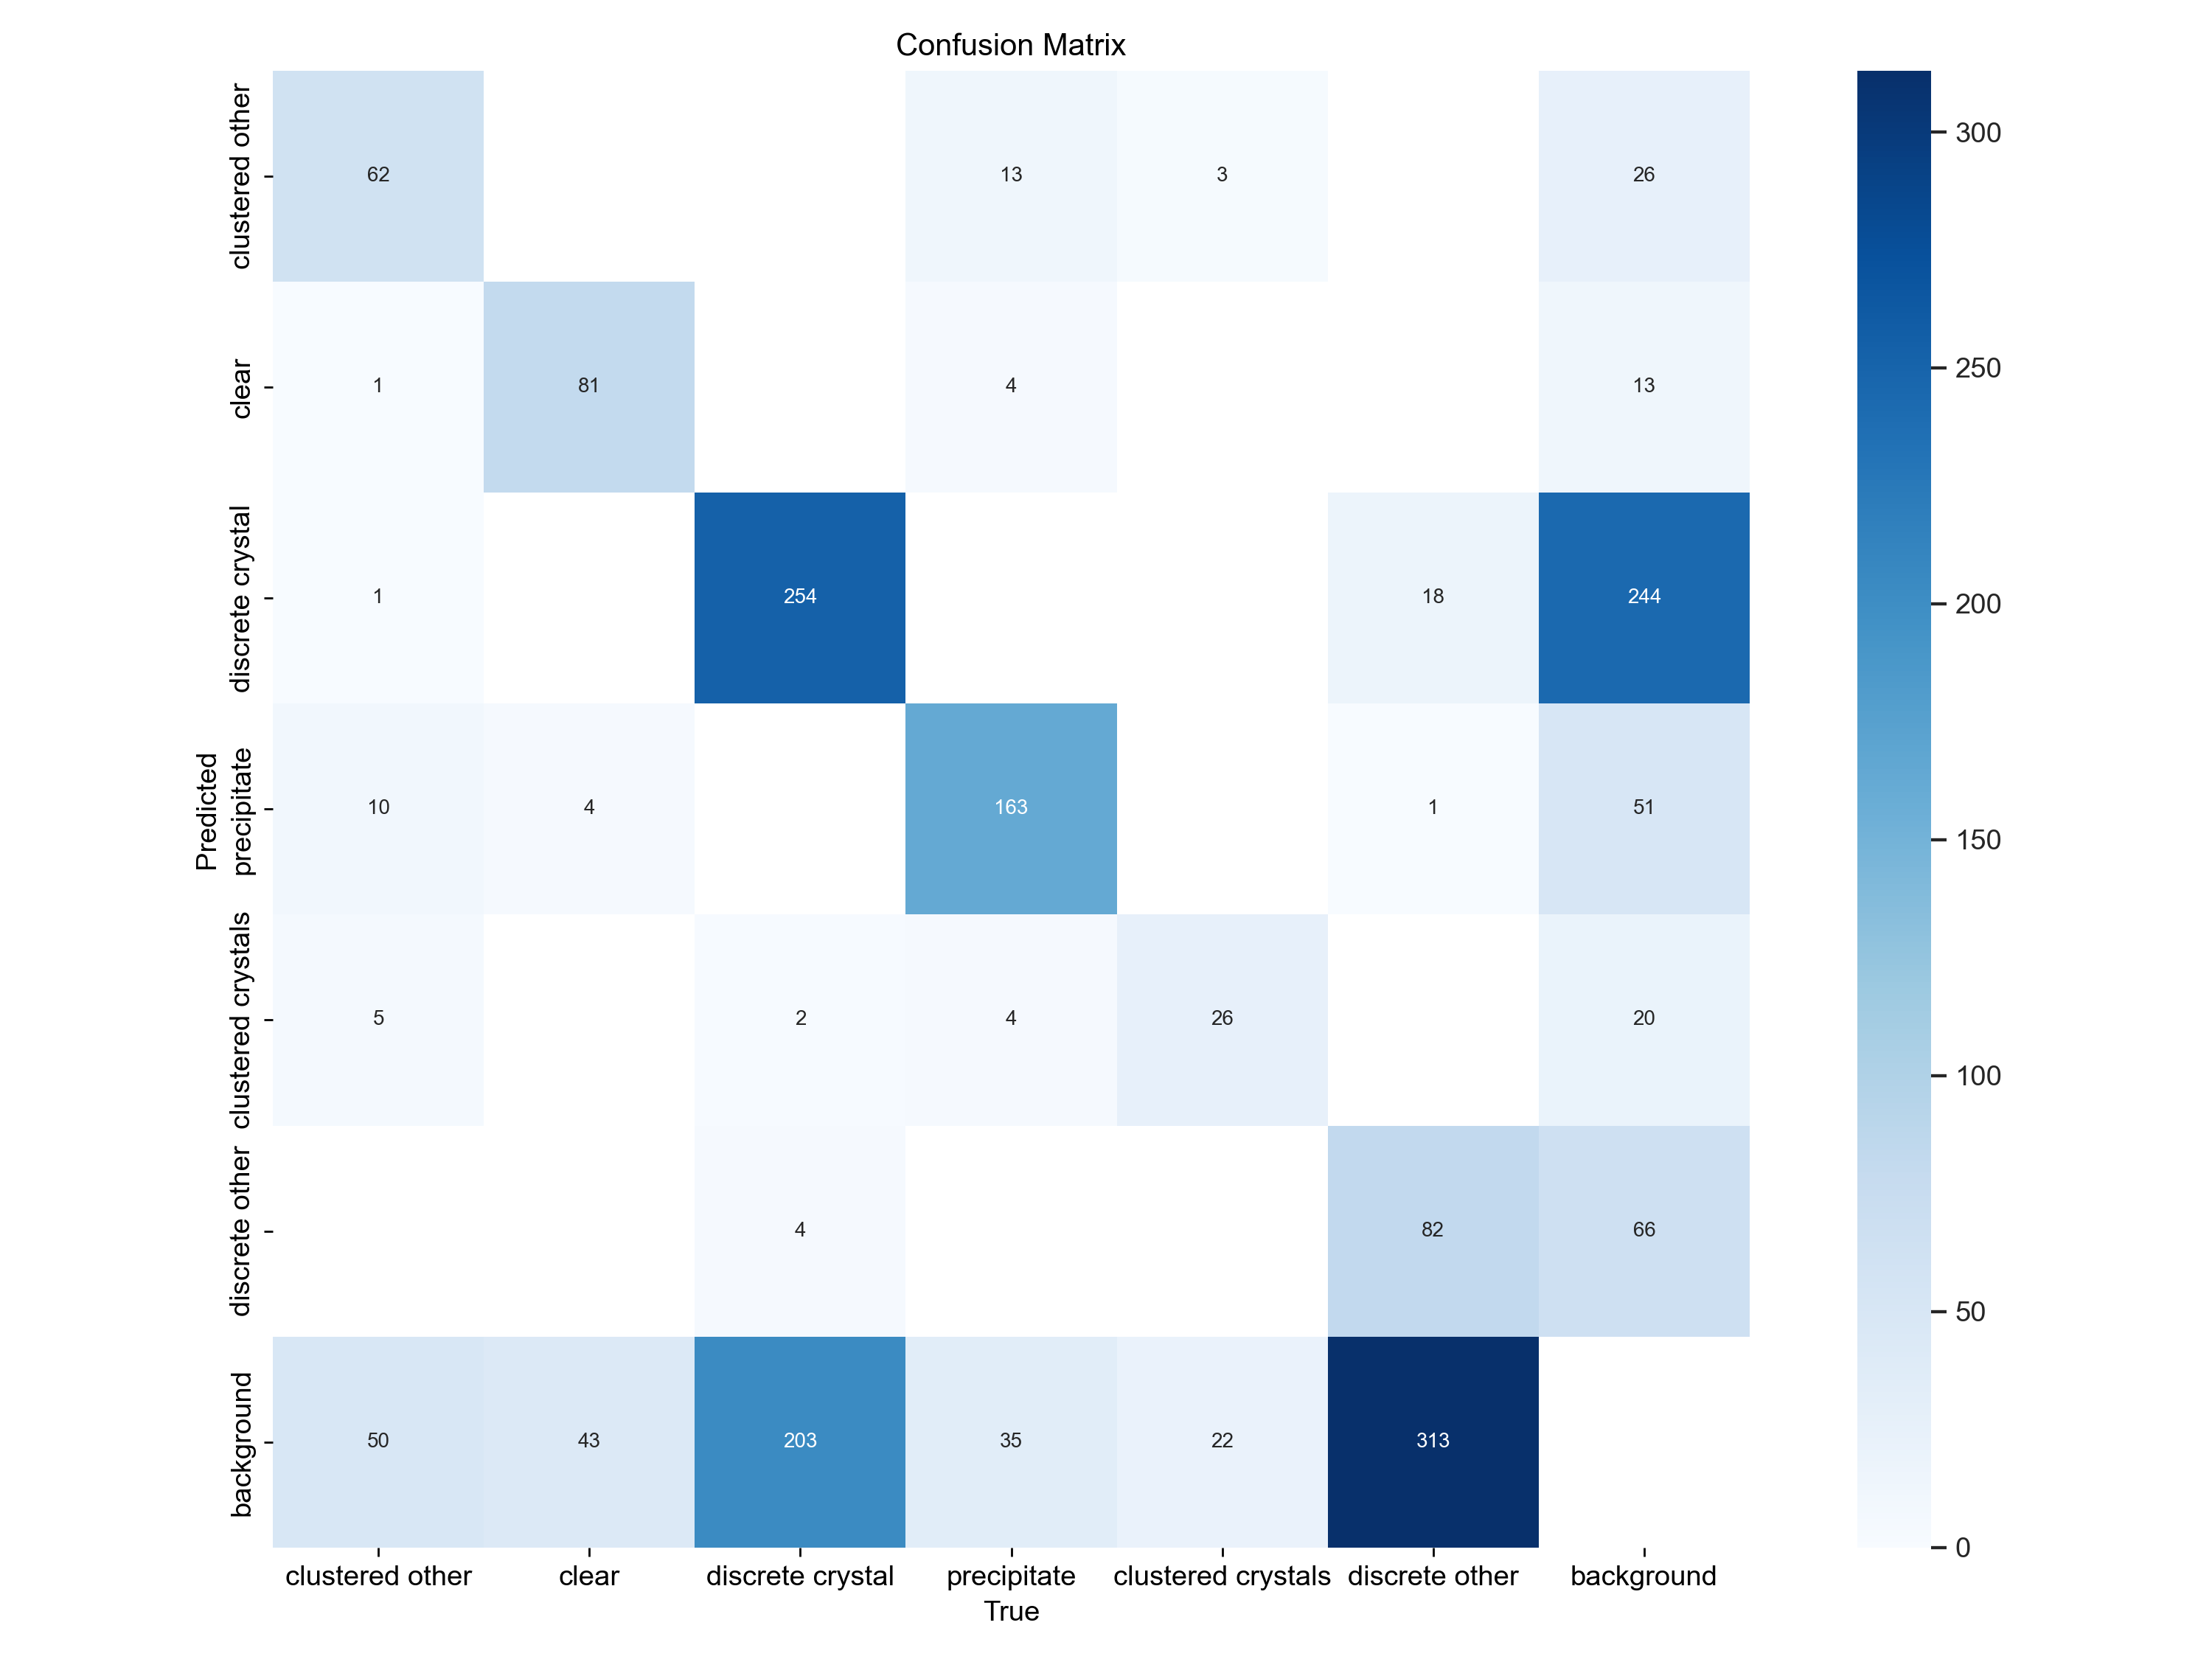 Confusion Matrix
Predicted
clustered other
62
13
3
26
clear
1
81
4
13
discrete crystal
1
254
18
244
precipitate
10
4
163
1
51
clustered crystals
5
2
4
26
20
discrete other
4
82
66
background
50
43
203
35
22
313
clustered other
clear
discrete crystal
precipitate
clustered crystals
discrete other
background
True
300
250
200
150
100
50
0